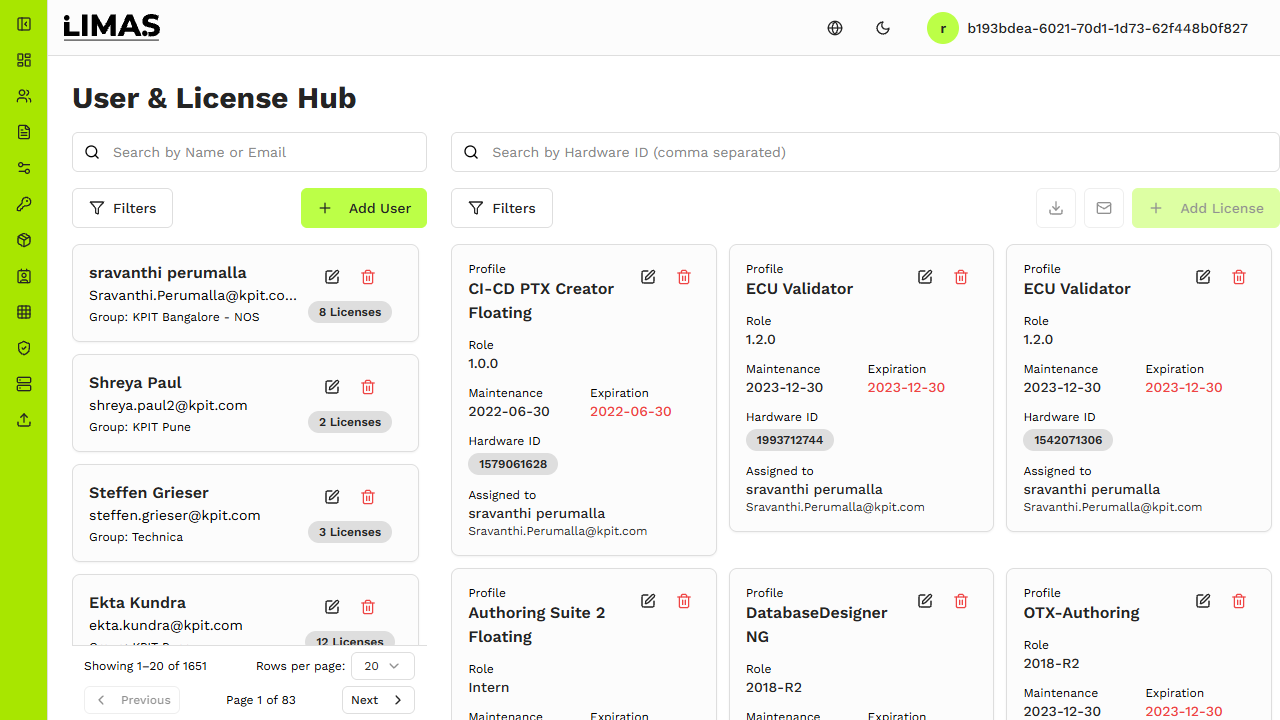 LIMAS
r
b193bdea-6021-70d1-1d73-62f448b0f827
User & License Hub
Search by Name or Email
Search by Hardware ID (comma separated)
Filters
Add User
Filters
Add License
sravanthi perumalla
Sravanthi.Perumalla@kpit.co...
Group: KPIT Bangalore - NOS
8 Licenses
Shreya Paul
shreya.paul2@kpit.com
Group: KPIT Pune
2 Licenses
Steffen Grieser
steffen.grieser@kpit.com
Group: Technica
3 Licenses
Ekta Kundra
ekta.kundra@kpit.com
12 Licenses
Showing 1–20 of 1651
Rows per page:
20
Previous
Page 1 of 83
Next
Profile
CI-CD PTX Creator
Floating
Role
1.0.0
Maintenance
Expiration
2022-06-30
2022-06-30
Hardware ID
1579061628
Assigned to
sravanthi perumalla
Sravanthi.Perumalla@kpit.com
Profile
ECU Validator
Role
1.2.0
Maintenance
Expiration
2023-12-30
2023-12-30
Hardware ID
1993712744
Assigned to
sravanthi perumalla
Sravanthi.Perumalla@kpit.com
Profile
ECU Validator
Role
1.2.0
Maintenance
Expiration
2023-12-30
2023-12-30
Hardware ID
1542071306
Assigned to
sravanthi perumalla
Sravanthi.Perumalla@kpit.com
Profile
Authoring Suite 2
Floating
Role
Intern
Maintenance
Expiration
Profile
DatabaseDesigner
NG
Role
2018-R2
Maintenance
Expiration
Profile
OTX-Authoring
Role
2018-R2
Maintenance
Expiration
2023-12-30
2023-12-30